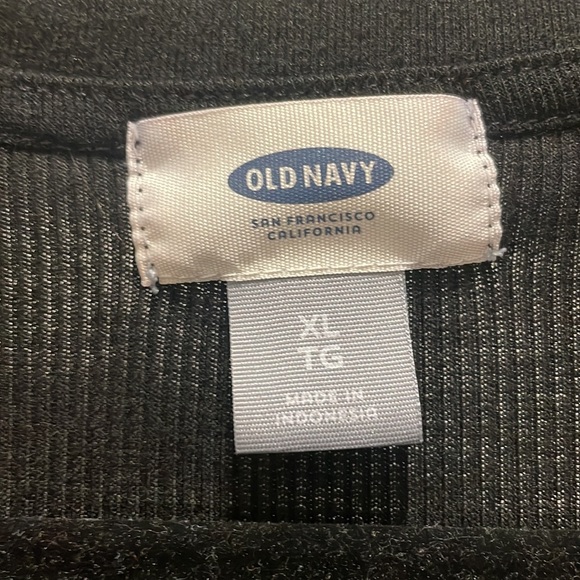 OLD NAVY
SAN FRANCISCO
CALIFORNIA
XL
TG
MADE IN
INDONESIA